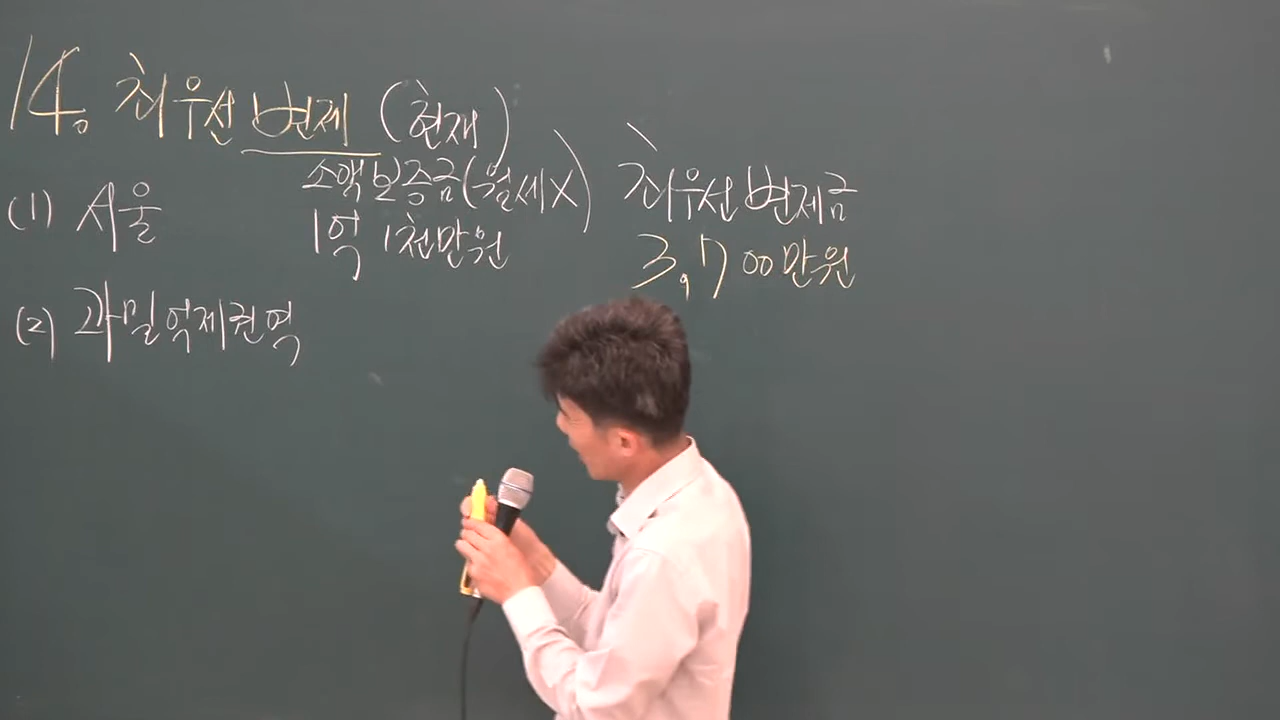 14. 최우선 변제 (현재)
소액보증금(월세X) 최우선변제금
(1) 서울 1억 1천만원 3,700만원
(2) 과밀억제권역